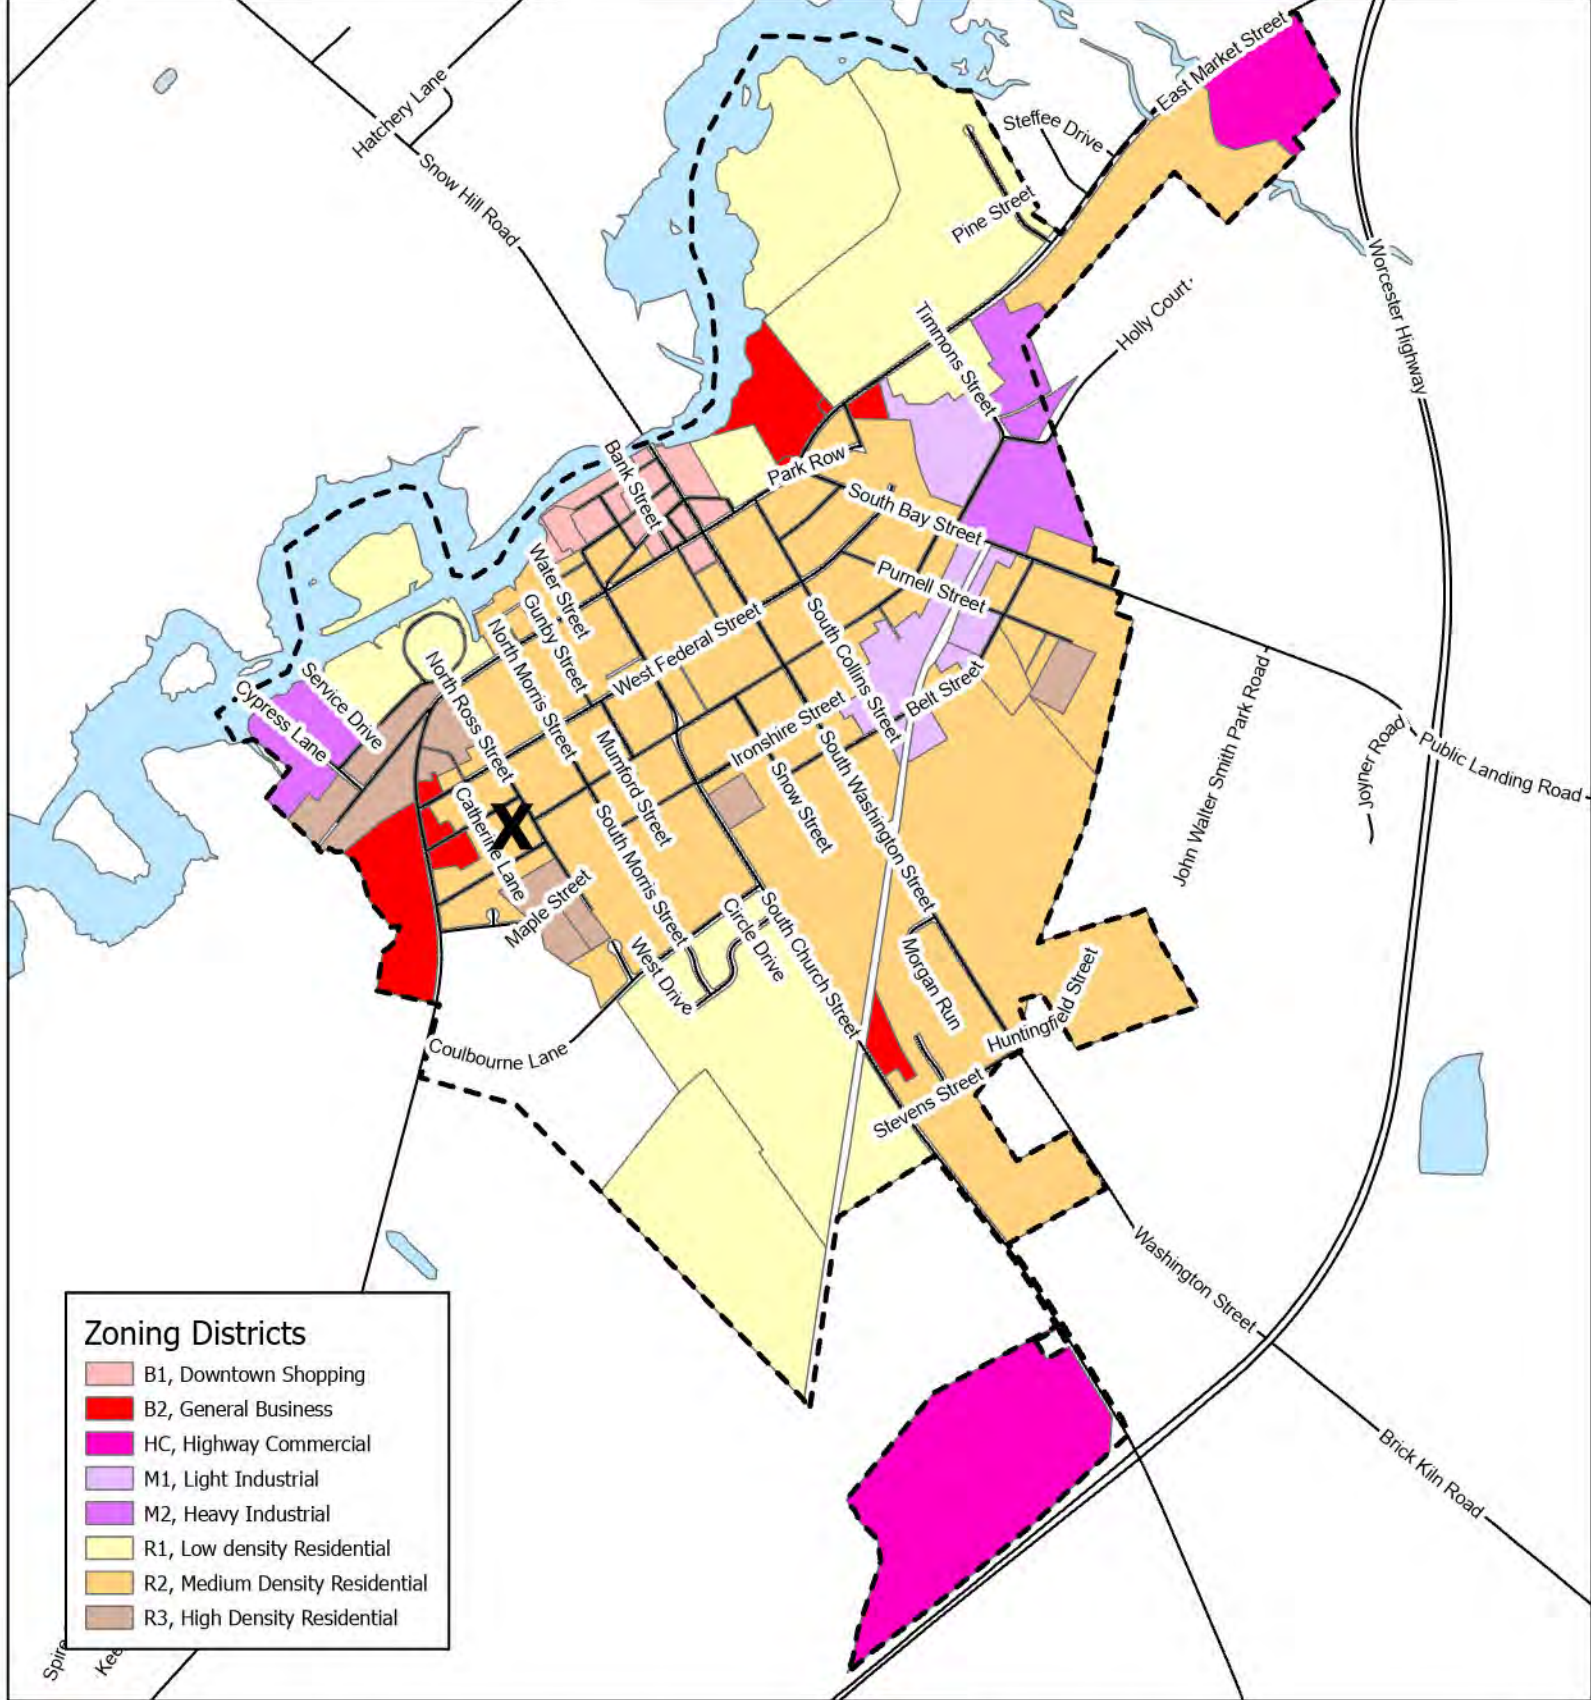 East Market Street
Steffee Drive
Hatchery Lane
Snow Hill Road
Pine Street
Worcester Highway
Holly Court
Timmons Street
Bank Street
Park Row
South Bay Street
Water Street
Purnell Street
Gunby Street
West Federal Street
South Collins Street
North Morris Street
North Ross Street
Service Drive
Cypress Lane
Belt Street
Ironshire Street
John Walter Smith Park Road
Joyner Road
Public Landing Road
Mumford Street
Snow Street
South Washington Street
Catherine Lane
X
South Morris Street
Maple Street
Circle Drive
South Church Street
West Drive
Morgan Run
Huntingfield Street
Coulbourne Lane
Stevens Street
Washington Street
Brick Kiln Road
Zoning Districts
B1, Downtown Shopping
B2, General Business
HC, Highway Commercial
M1, Light Industrial
M2, Heavy Industrial
R1, Low density Residential
R2, Medium Density Residential
R3, High Density Residential